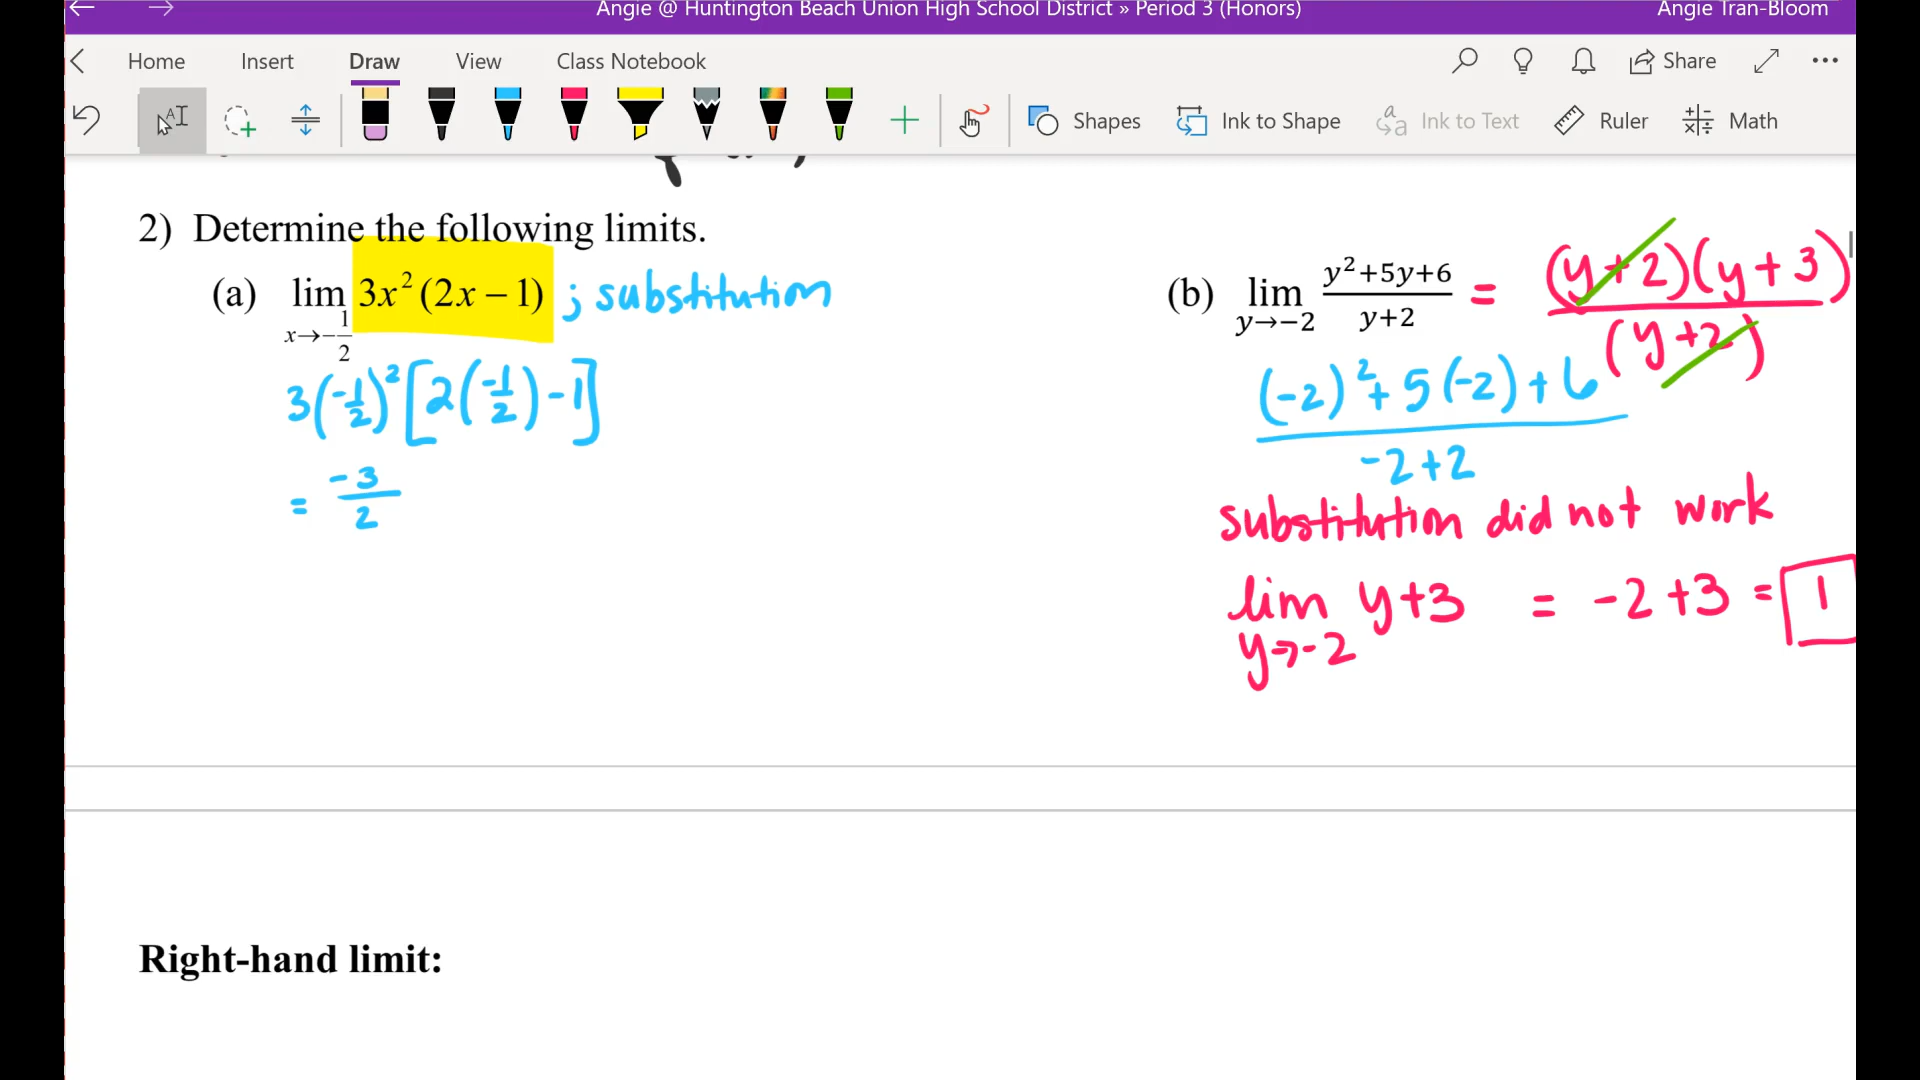 Angie @ Huntington Beach Union High School District » Period 3 (Honors) Angie Tran-Bloom
Home Insert Draw View Class Notebook Share
Shapes Ink to Shape Ink to Text Ruler Math
2) Determine the following limits.
(a) lim x→-1/2 3x²(2x – 1) ; substitution
3(-1/2)² [2(-1/2) - 1]
= -3/2
(b) lim y→−2 (y²+5y+6)/(y+2) = (y+2)(y+3)/(y+2)
((-2)² + 5(-2) + 6)/(-2+2)
substitution did not work
lim y→-2 y+3 = -2+3 = 1
Right-hand limit: